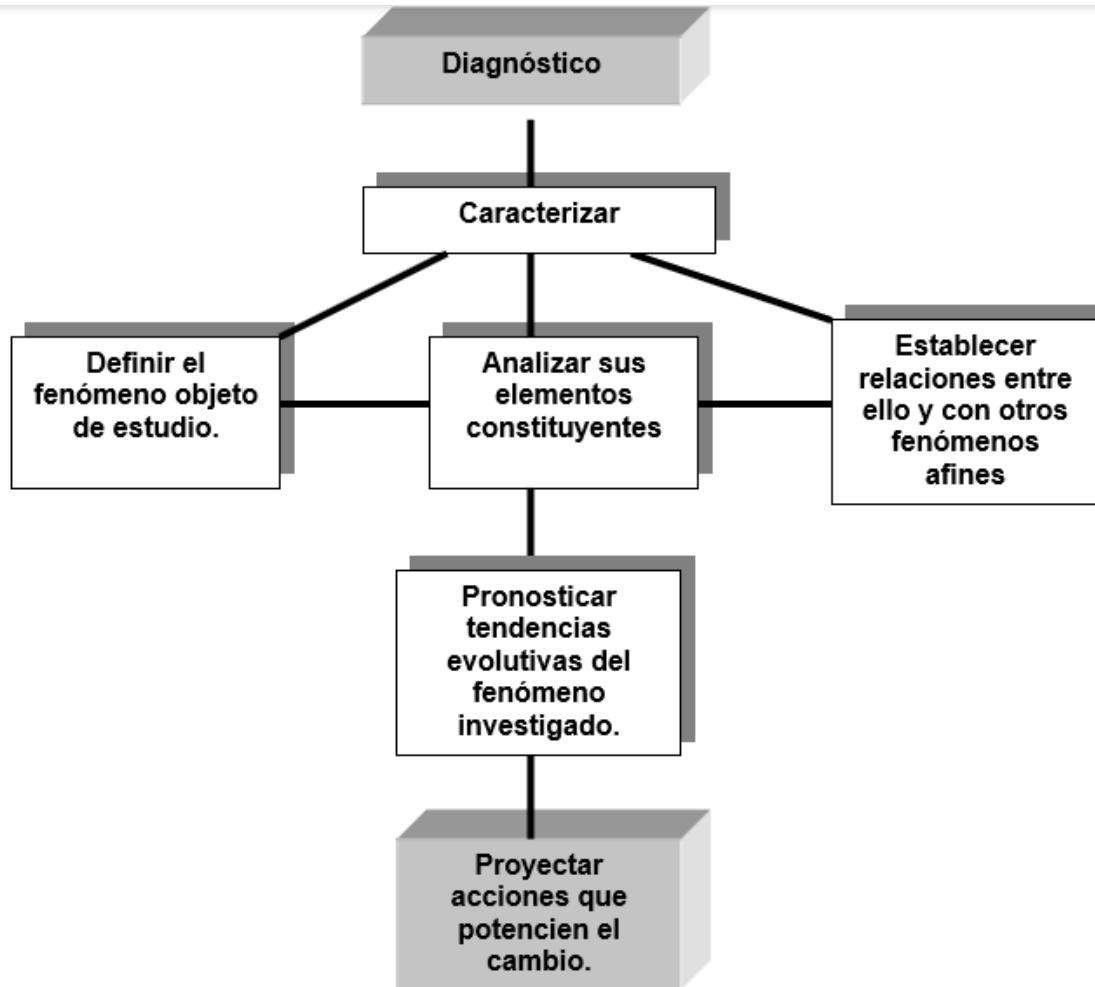 Diagnóstico
Caracterizar
Definir el
fenómeno objeto
de estudio.
Analizar sus
elementos
constituyentes
Establecer
relaciones entre
ello y con otros
fenómenos
afines
Pronosticar
tendencias
evolutivas del
fenómeno
investigado.
Proyectar
acciones que
potencien el
cambio.